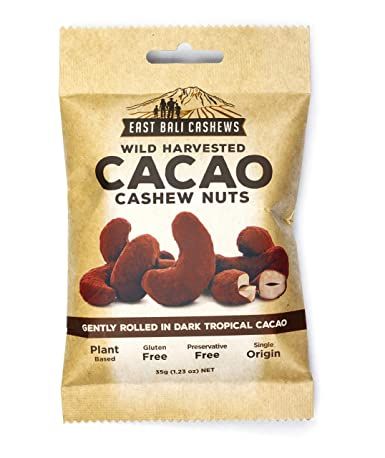 EAST BALI CASHEWS
WILD HARVESTED
CACAO
CASHEW NUTS
GENTLY ROLLED IN DARK TROPICAL CACAO
Plant Based
Gluten Free
Preservative Free
Single Origin
35g (1,23 oz) NET